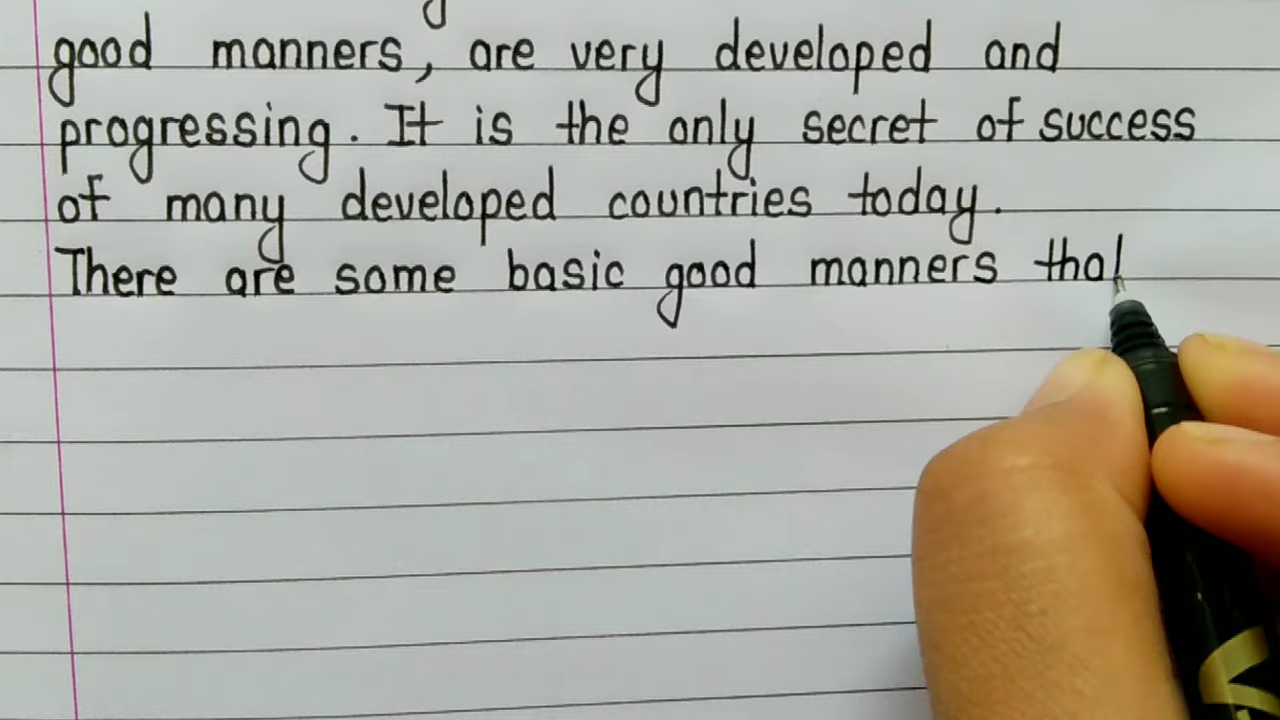 good manners, are very developed and
progressing. It is the only secret of success
of many developed countries today.
There are some basic good manners